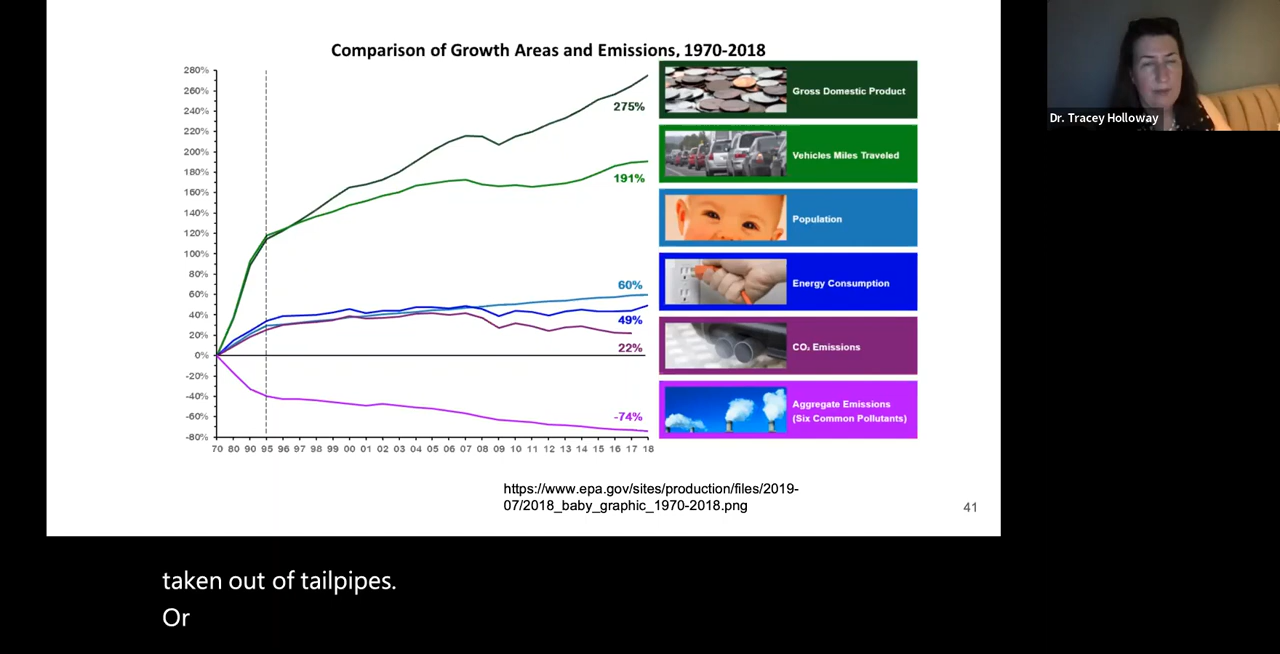 Comparison of Growth Areas and Emissions, 1970-2018
280%
260%
240%
220%
200%
180%
160%
140%
120%
100%
80%
60%
40%
20%
0%
-20%
-40%
-60%
-80%
70 80 90 95 96 97 98 99 00 01 02 03 04 05 06 07 08 09 10 11 12 13 14 15 16 17 18
275%
191%
60%
49%
22%
-74%
Gross Domestic Product
Vehicles Miles Traveled
Population
Energy Consumption
CO₂ Emissions
Aggregate Emissions
(Six Common Pollutants)
https://www.epa.gov/sites/production/files/2019-
07/2018_baby_graphic_1970-2018.png
41
Dr. Tracey Holloway
taken out of tailpipes.
Or